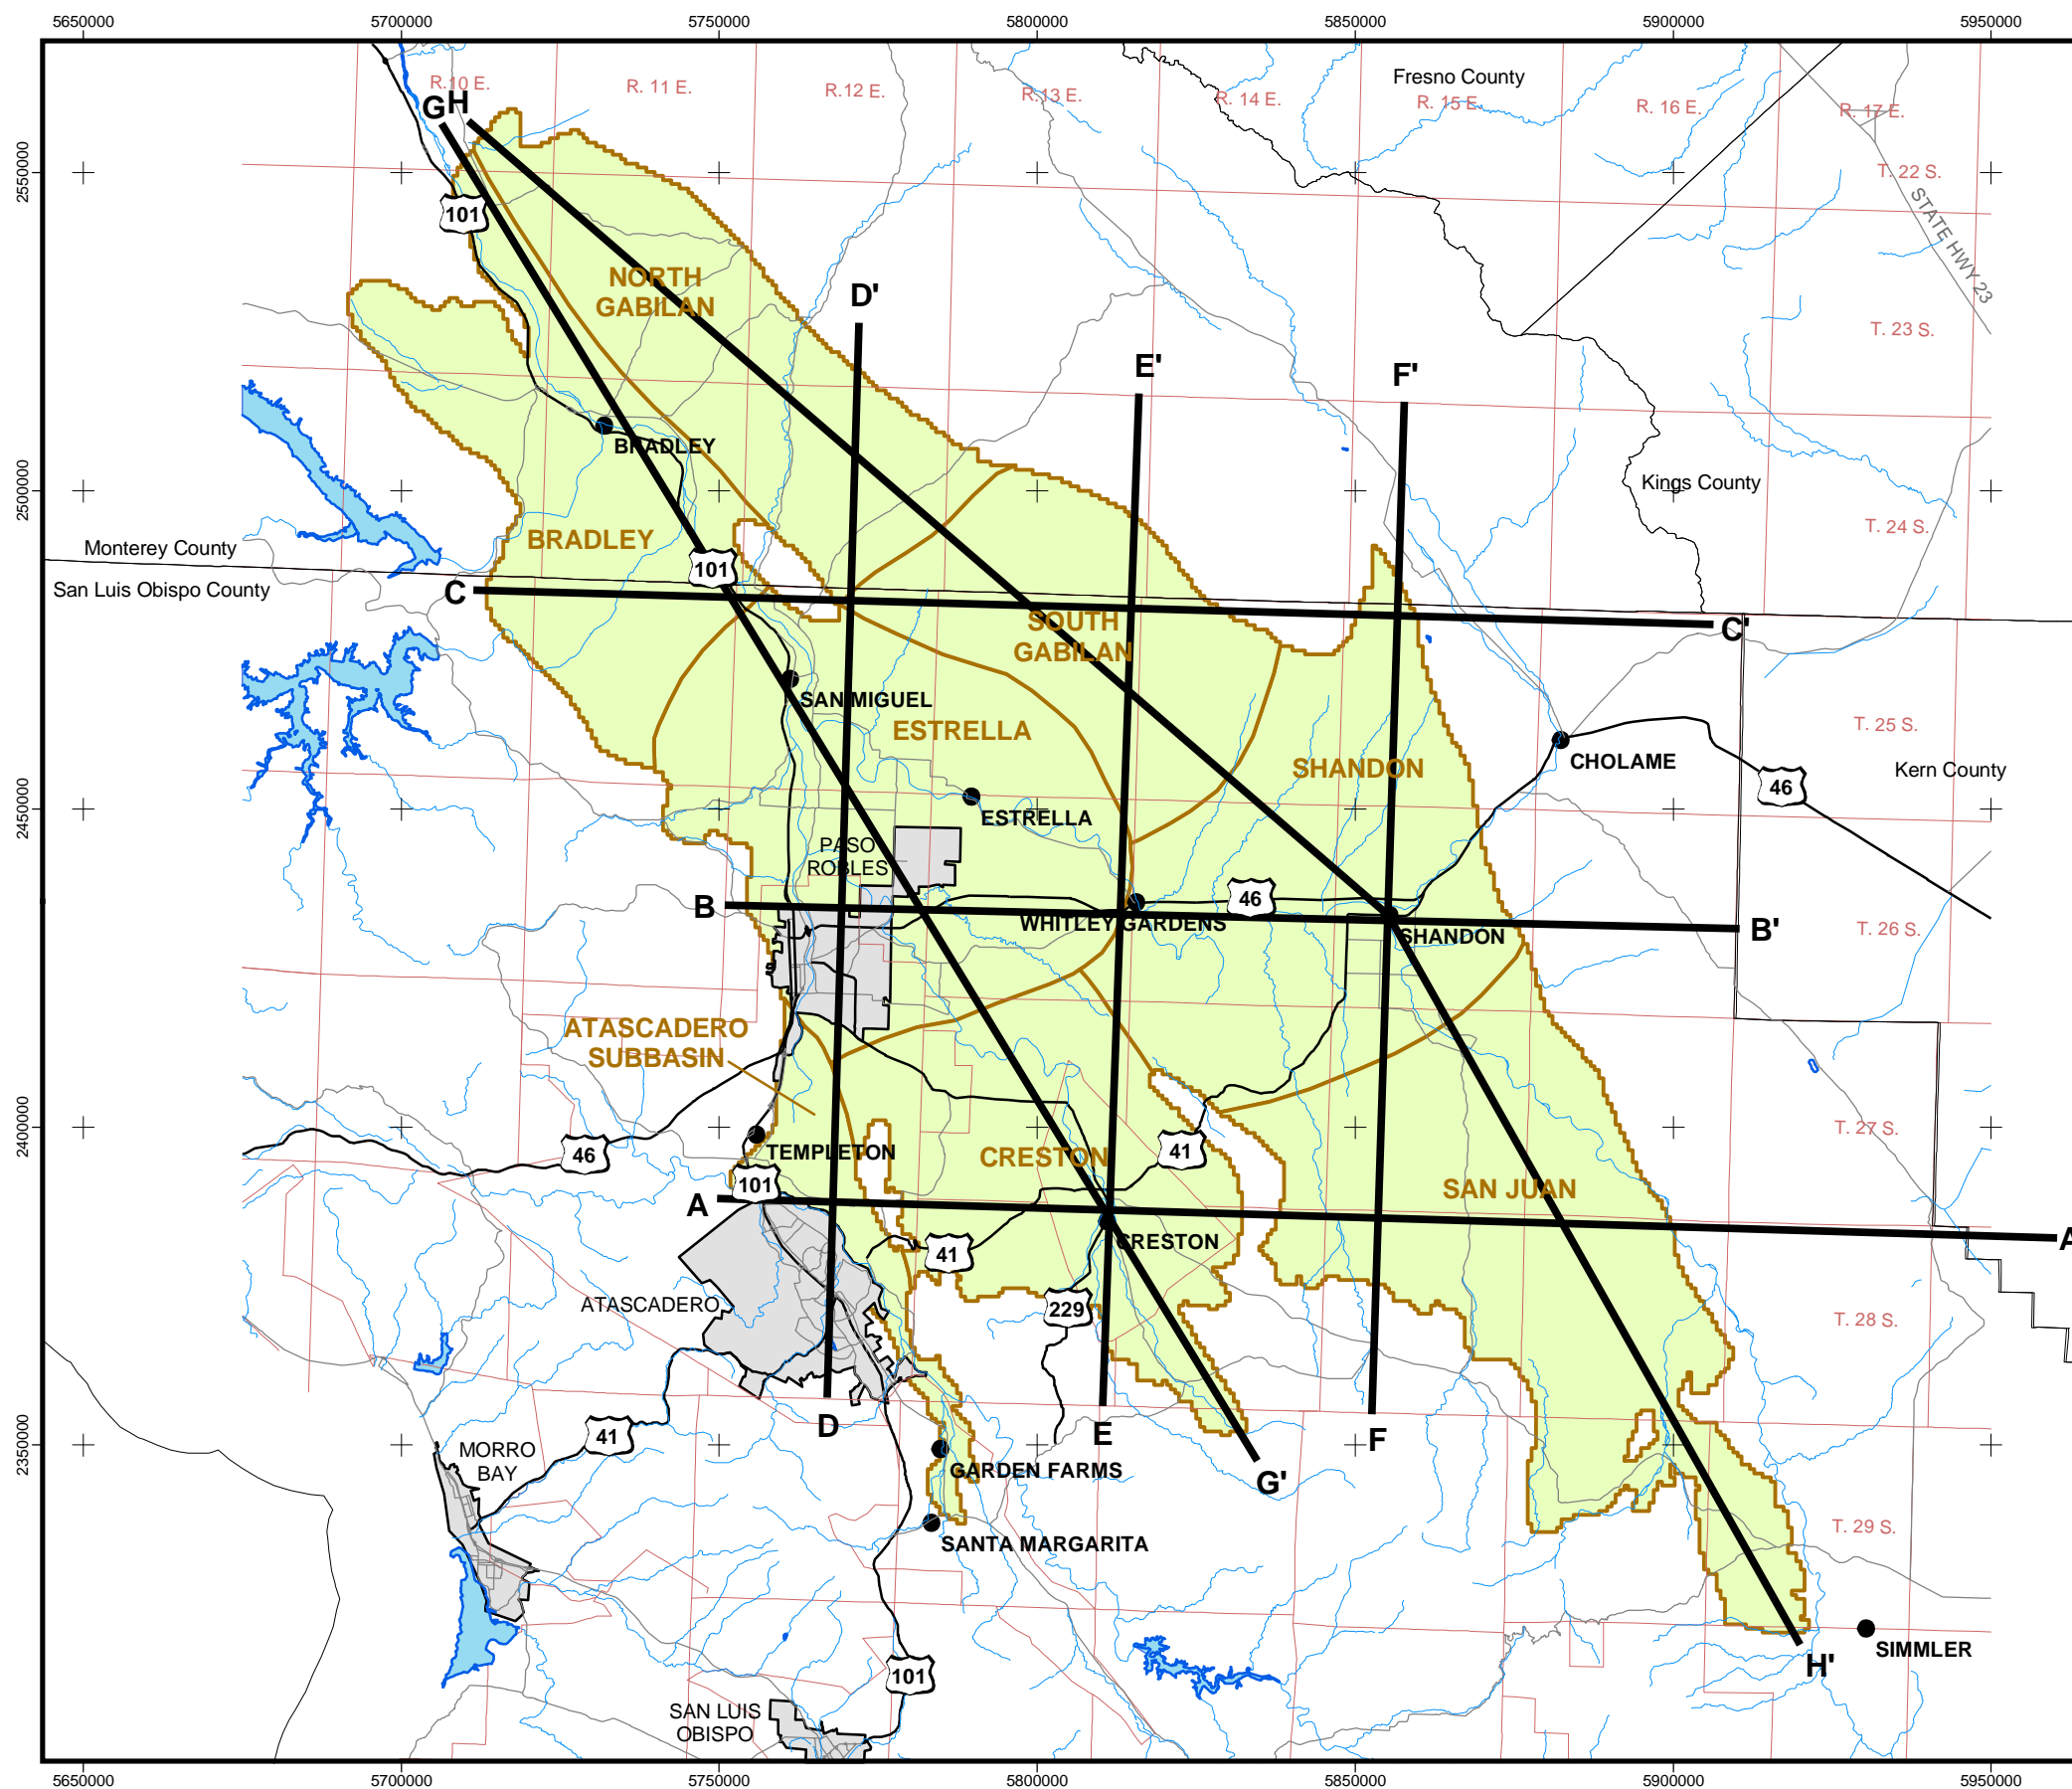 5650000
5700000
5750000
5800000
5850000
5900000
5950000
Fresno County
R.10 E.
R. 11 E.
R.12 E.
R.13 E.
R. 14 E.
R. 15 E.
R. 16 E.
R. 17 E.
G
H
2550000
T. 22 S.
STATE HWY 23
101
NORTH
GABILAN
D'
T. 23 S.
E'
F'
BRADLEY
Kings County
2500000
T. 24 S.
BRADLEY
Monterey County
101
San Luis Obispo County
C
SOUTH
GABILAN
C'
SAN MIGUEL
ESTRELLA
T. 25 S.
SHANDON
CHOLAME
Kern County
46
2450000
ESTRELLA
PASO
ROBLES
B
46
WHITLEY GARDENS
SHANDON
B'
T. 26 S.
ATASCADERO
SUBBASIN
2400000
T. 27 S.
46
TEMPLETON
CRESTON
41
101
A
SAN JUAN
CRESTON
A
41
ATASCADERO
229
T. 28 S.
D
E
F
2350000
41
MORRO
BAY
GARDEN FARMS
G'
T. 29 S.
SANTA MARGARITA
SIMMLER
H'
101
SAN LUIS
OBISPO
5650000
5700000
5750000
5800000
5850000
5900000
5950000